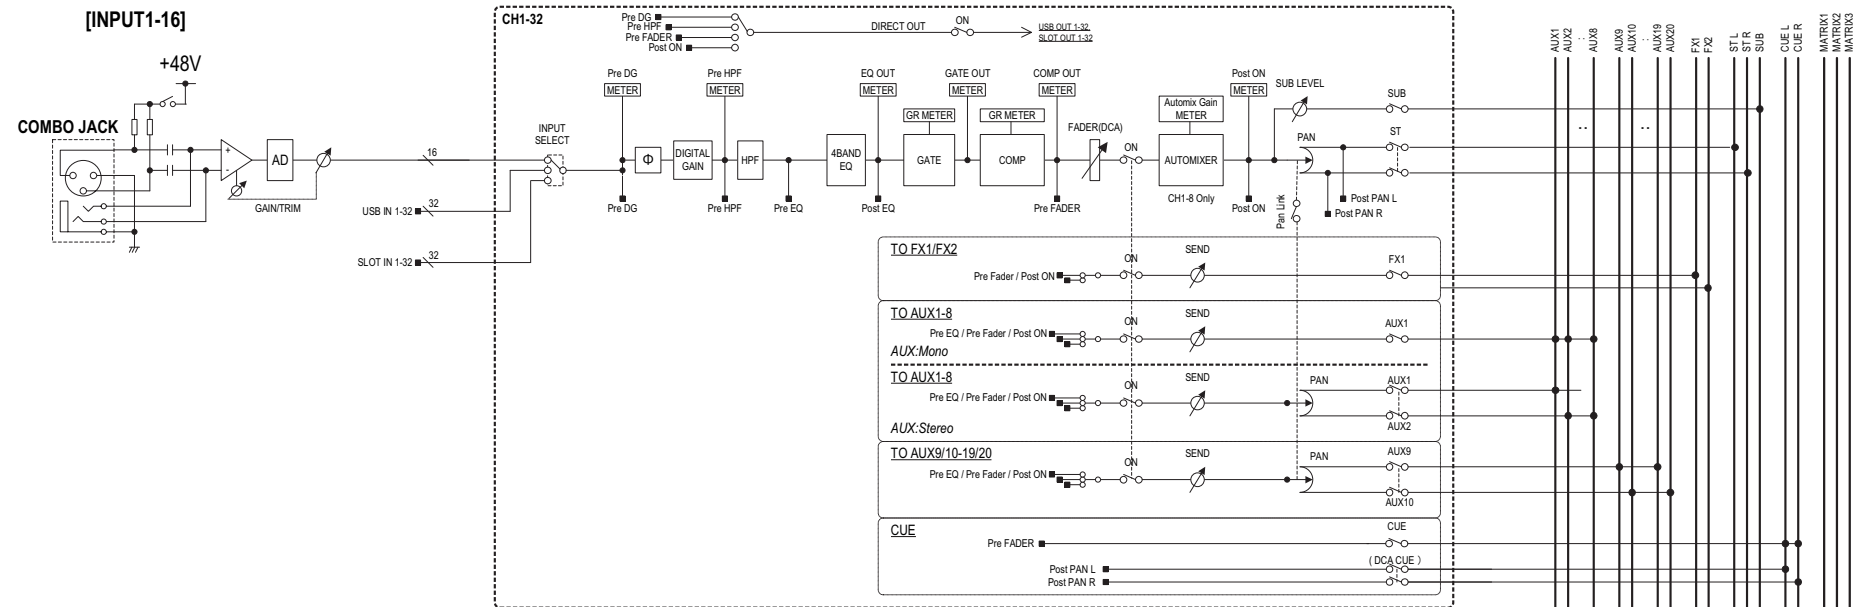 [INPUT1-16]
+48V
COMBO JACK
+
-
AD
GAIN/TRIM
16
USB IN 1-32
32
SLOT IN 1-32
32
CH1-32
Pre DG
Pre HPF
Pre FADER
Post ON
DIRECT OUT
ON
USB OUT 1-32
SLOT OUT 1-32
INPUT
SELECT
Pre DG
METER
Pre DG
Φ
DIGITAL
GAIN
Pre HPF
METER
Pre HPF
HPF
Pre EQ
4BAND
EQ
EQ OUT
METER
Post EQ
GR METER
GATE
GATE OUT
METER
GR METER
COMP
COMP OUT
METER
Pre FADER
FADER(DCA)
ON
Automix Gain
METER
AUTOMIXER
CH1-8 Only
Post ON
METER
Post ON
SUB LEVEL
SUB
PAN
ST
Pan Link
Post PAN L
Post PAN R
TO FX1/FX2
Pre Fader / Post ON
ON
SEND
FX1
TO AUX1-8
Pre EQ / Pre Fader / Post ON
ON
SEND
AUX1
AUX:Mono
TO AUX1-8
Pre EQ / Pre Fader / Post ON
ON
SEND
PAN
AUX1
AUX2
AUX:Stereo
TO AUX9/10-19/20
Pre EQ / Pre Fader / Post ON
ON
SEND
PAN
AUX9
AUX10
CUE
Pre FADER
CUE
(DCA CUE )
Post PAN L
Post PAN R
AUX1
AUX2
..
AUX8
AUX9
AUX10
..
AUX19
AUX20
FX1
FX2
ST L
ST R
SUB
CUE L
CUE R
MATRIX1
MATRIX2
MATRIX3
..
..